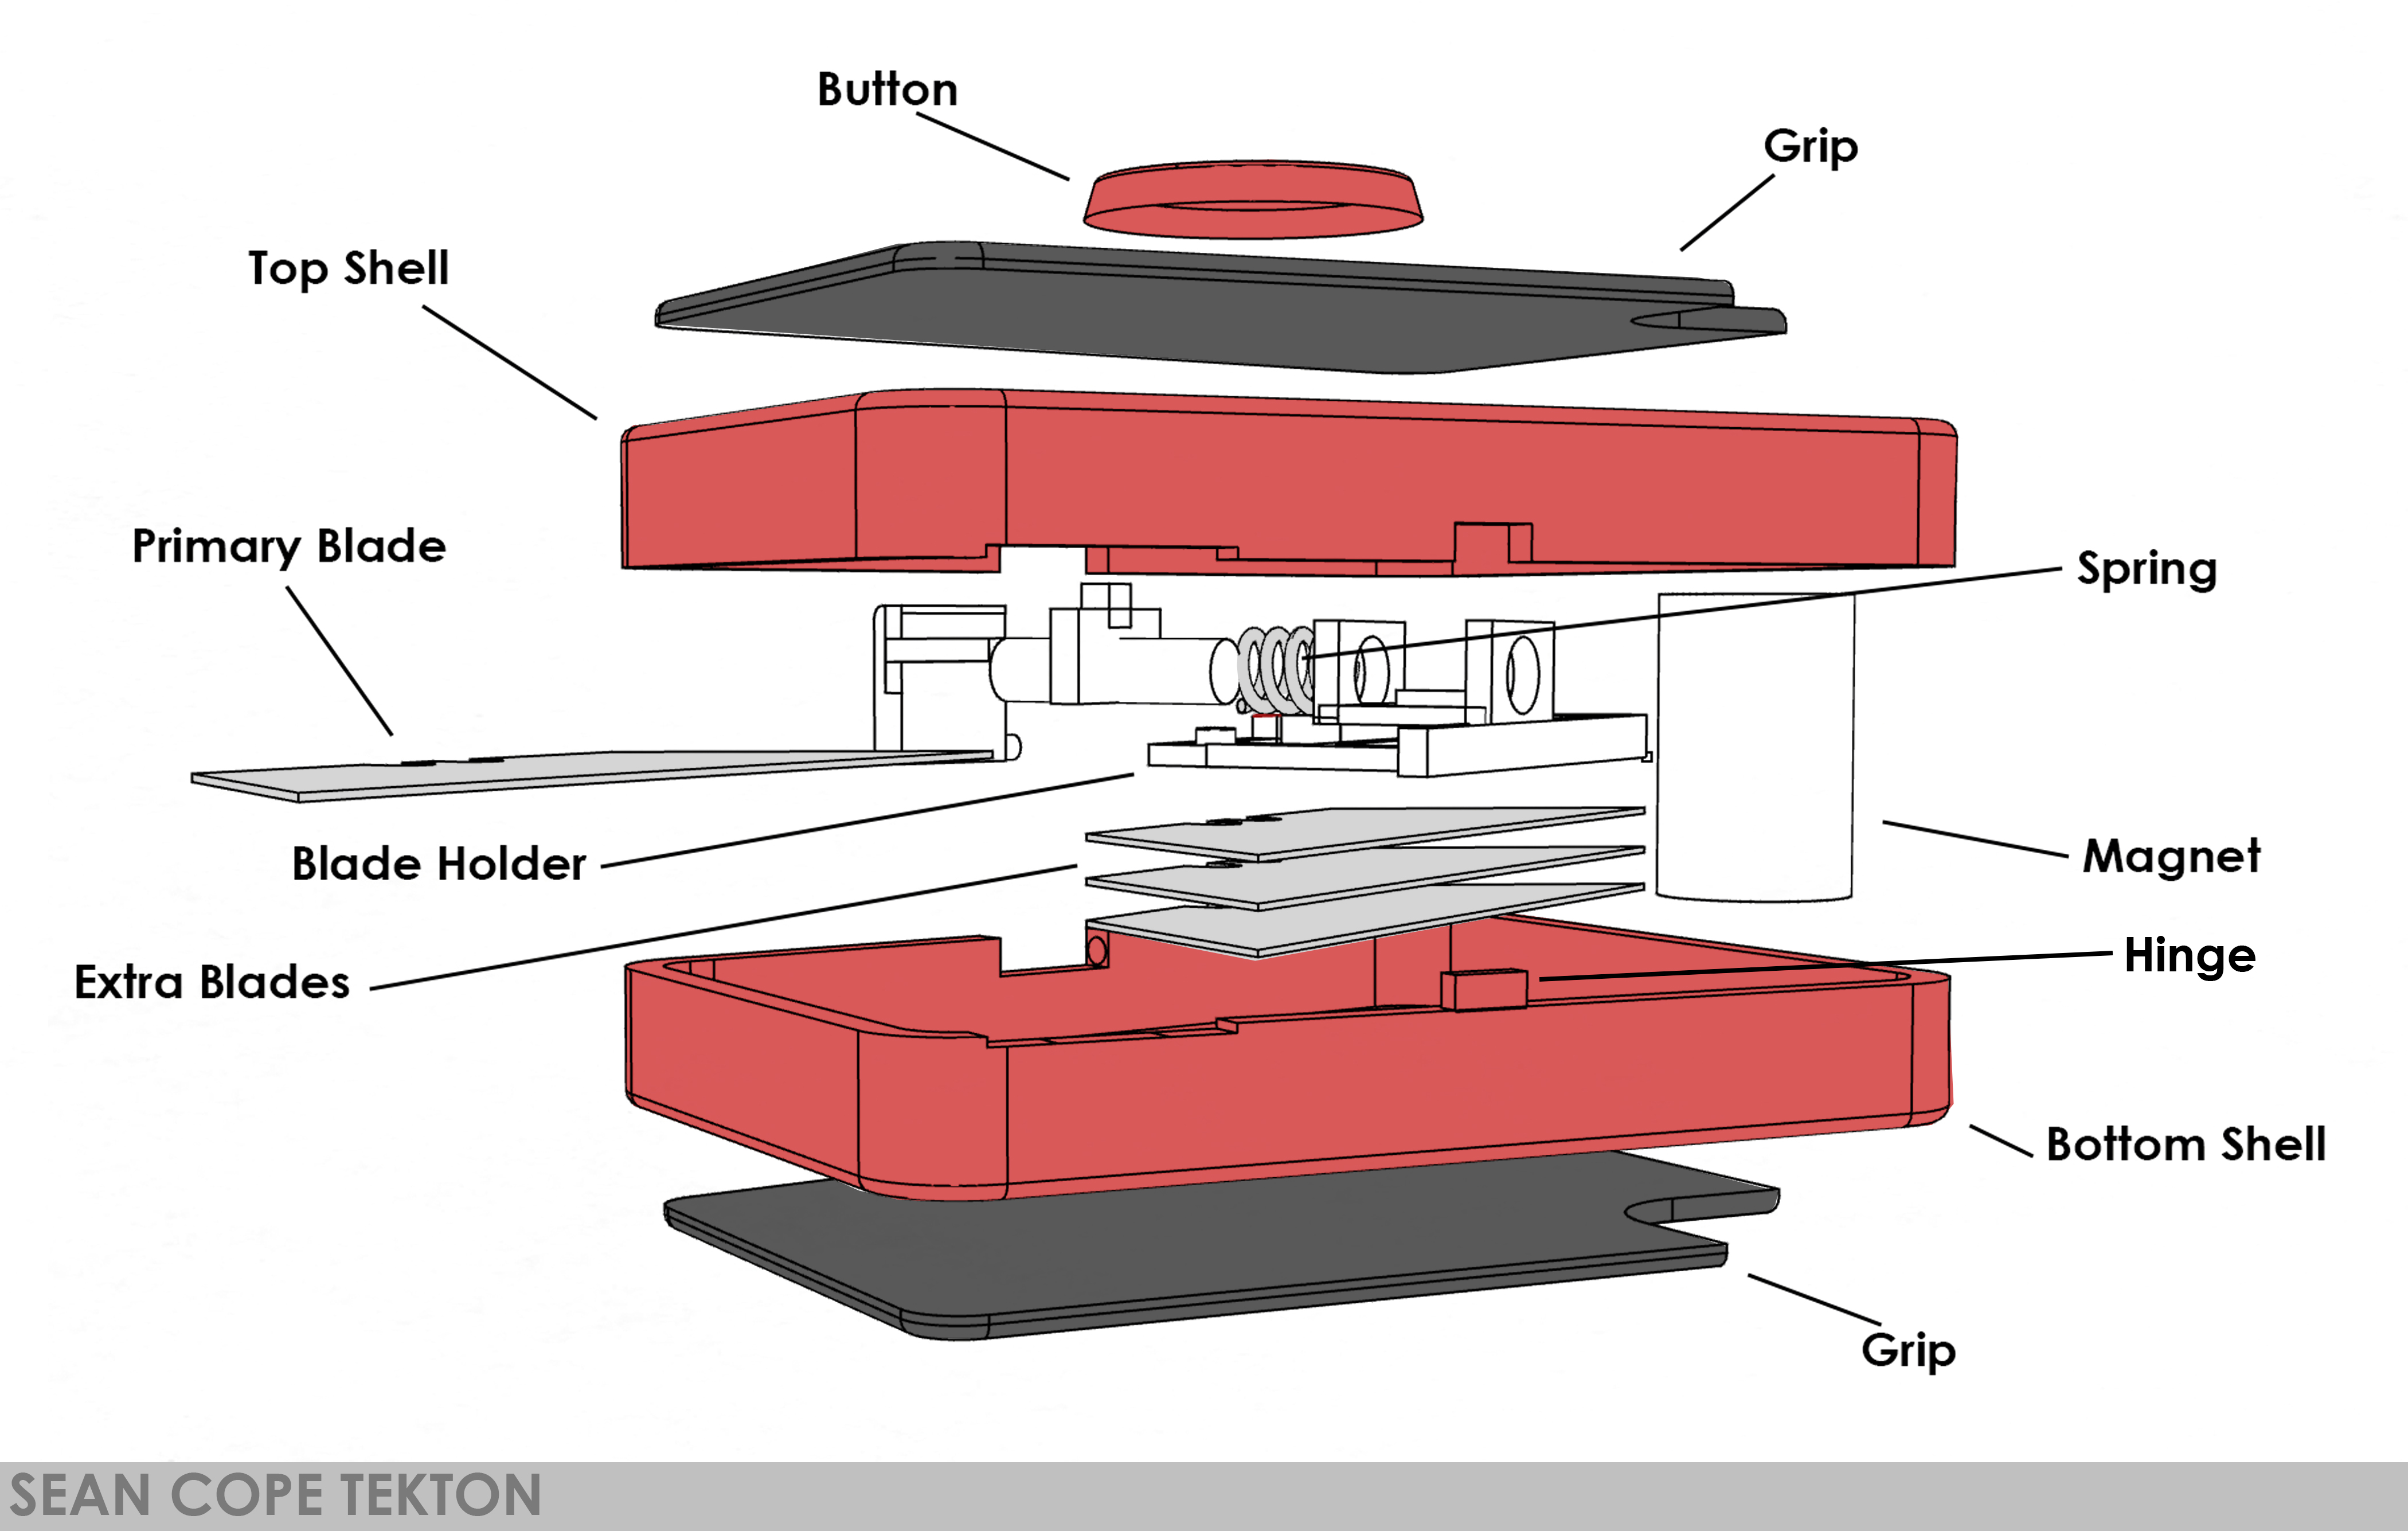 Button
Grip
Top Shell
Primary Blade
Spring
Blade Holder
Magnet
Extra Blades
Hinge
Bottom Shell
Grip
SEAN COPE TEKTON